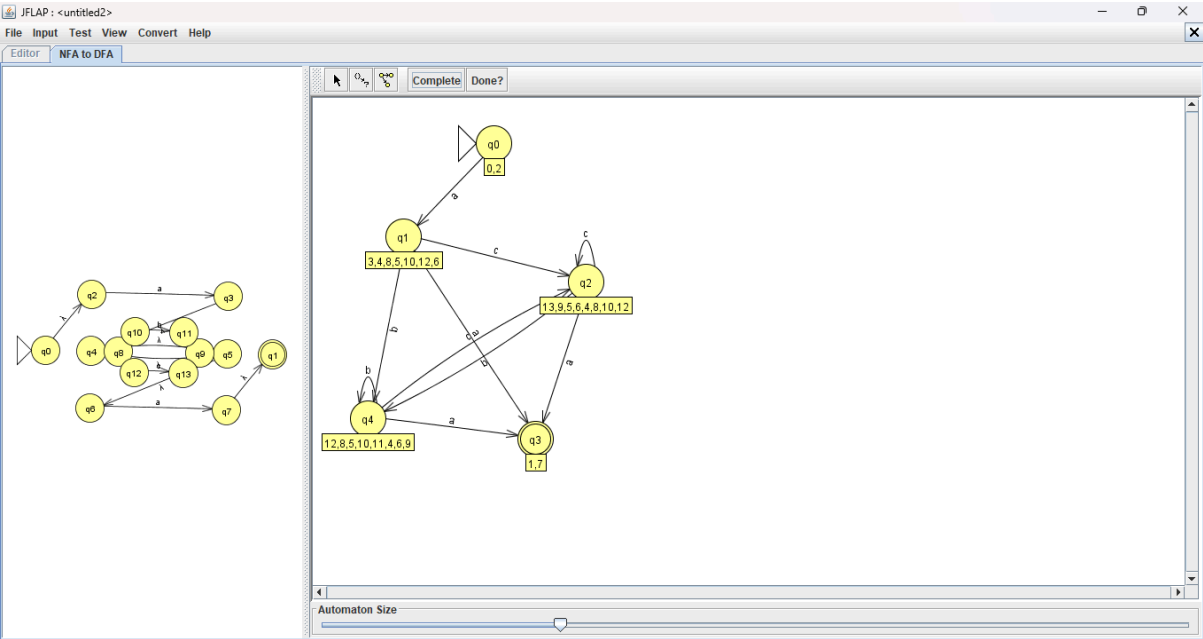 JFLAP : <untitled2>
File Input Test View Convert Help
Editor NFA to DFA
Complete Done?
q0
0,2
a
q1
3,4,8,5,10,12,6
c
c
q2
13,9,5,6,4,8,10,12
b
a
c
b
a
b
q4
12,8,5,10,11,4,6,9
a
q3
1,7
q2
a
q3
λ
q10
q11
q0
q4
q8
λ
q9
q5
q1
q12
q13
λ
λ
q6
a
q7
Automaton Size